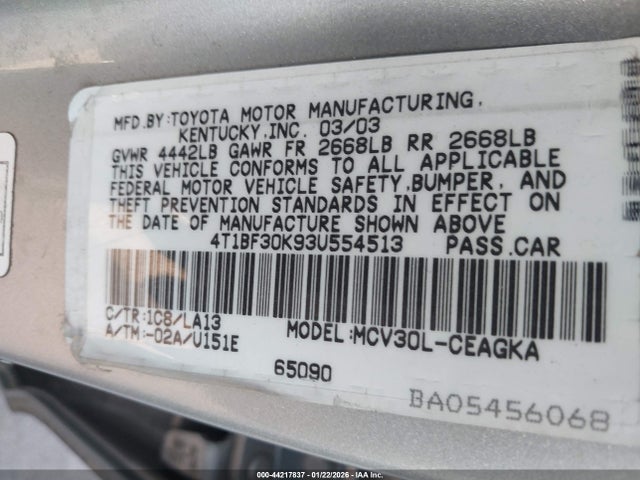 MFD.BY:TOYOTA MOTOR MANUFACTURING,
KENTUCKY,INC. 03/03
GVWR 4442LB GAWR FR 2668LB RR 2668LB
THIS VEHICLE CONFORMS TO ALL APPLICABLE
FEDERAL MOTOR VEHICLE SAFETY,BUMPER, AND
THEFT PREVENTION STANDARDS IN EFFECT ON
THE DATE OF MANUFACTURE SHOWN ABOVE
4T1BF30K93U554513 PASS.CAR
C/TR:1C8/LA13
A/TM:-02A/U151E MODEL:MCV30L-CEAGKA
65090
BA05456068
000-44217837 - 01/22/2026 - IAA Inc.